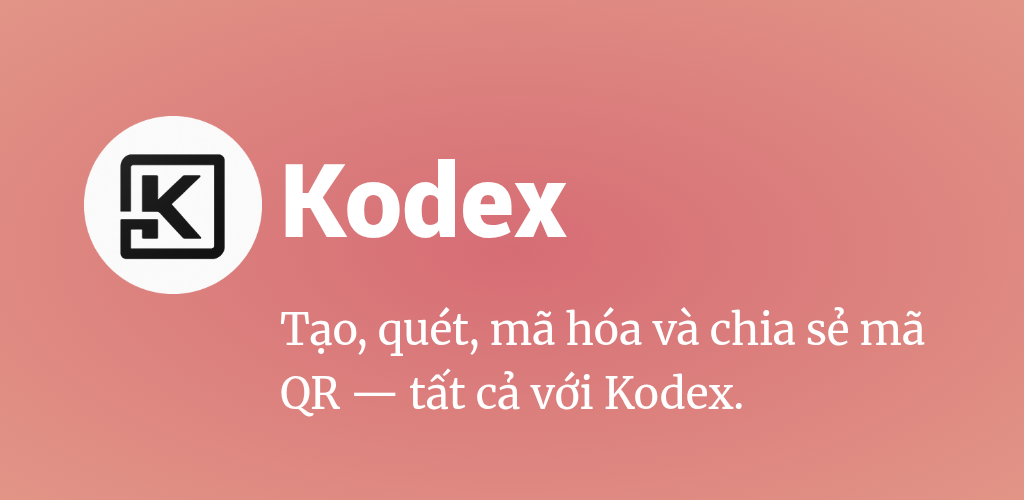 K
Kodex
Tạo, quét, mã hóa và chia sẻ mã
QR — tất cả với Kodex.